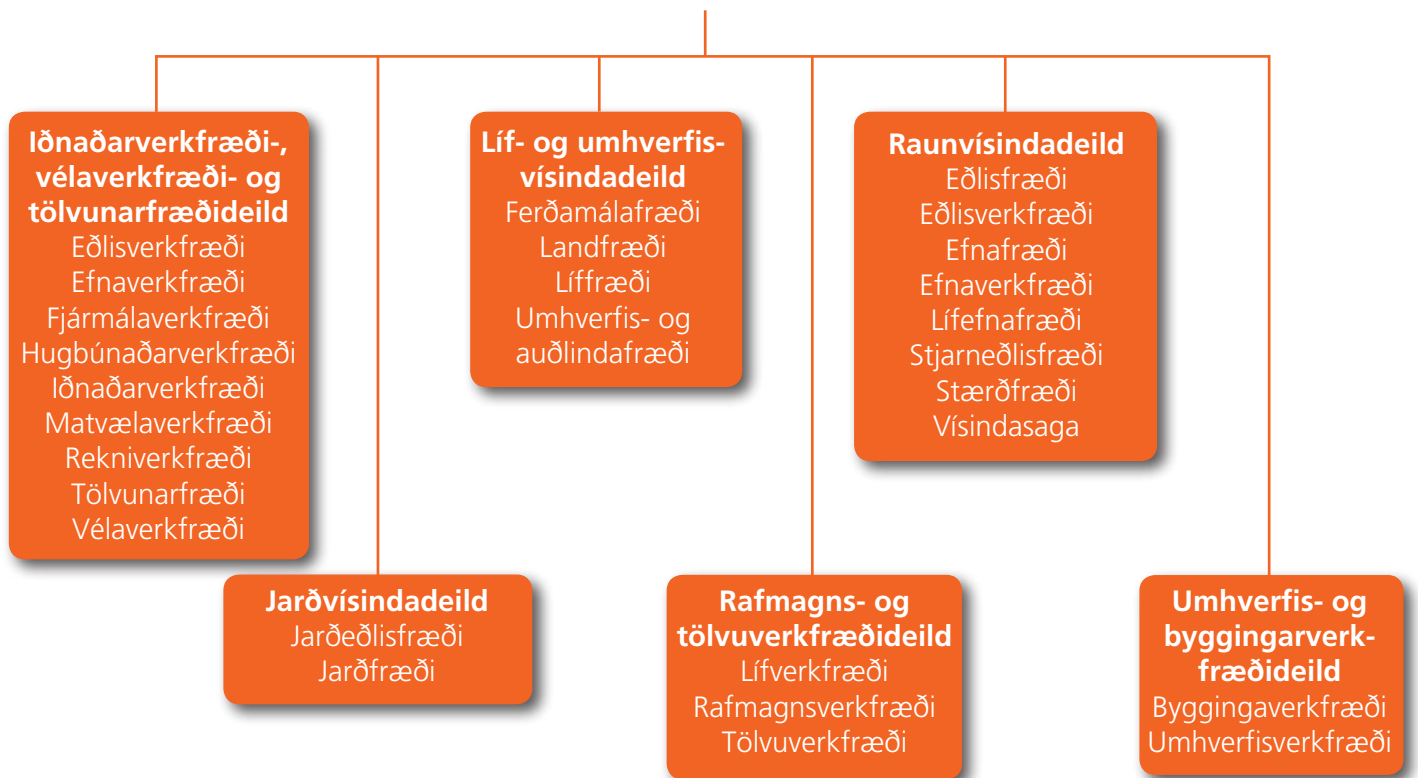 Iðnaðarverkfræði-,
vélaverkfræði- og
tölvunarfræðideild
Eðlisverkfræði
Efnaverkfræði
Fjármálaverkfræði
Hugbúnaðarverkfræði
Iðnaðarverkfræði
Matvælaverkfræði
Rekniverkfræði
Tölvunarfræði
Vélaverkfræði
Líf- og umhverfis-
vísindadeild
Ferðamálafræði
Landfræði
Líffræði
Umhverfis- og
auðlindafræði
Raunvísindadeild
Eðlisfræði
Eðlisverkfræði
Efnafræði
Efnaverkfræði
Lífefnafræði
Stjarneðlisfræði
Stærðfræði
Vísindasaga
Jarðvísindadeild
Jarðeðlisfræði
Jarðfræði
Rafmagns- og
tölvuverkfræðideild
Lífverkfræði
Rafmagnsverkfræði
Tölvuverkfræði
Umhverfis- og
byggingarverk-
fræðideild
Byggingaverkfræði
Umhverfisverkfræði